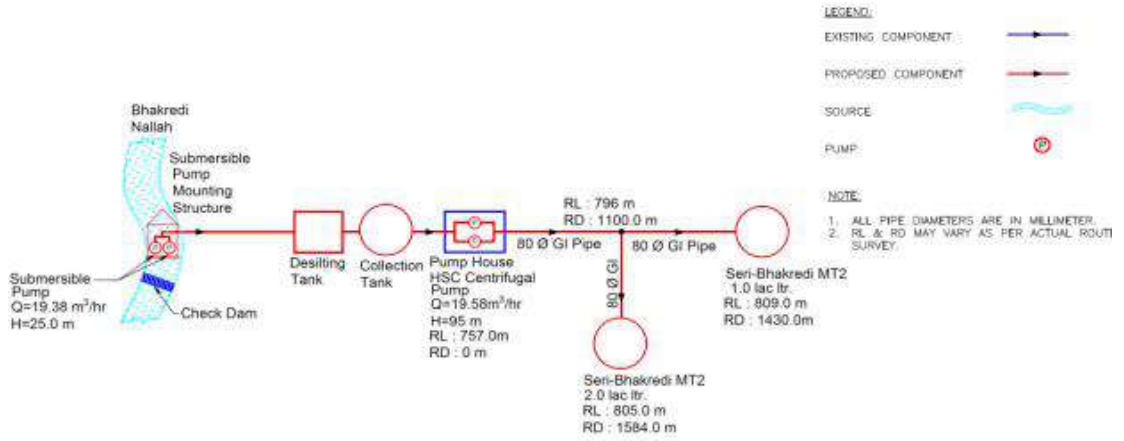 LEGEND:
EXISTING COMPONENT
PROPOSED COMPONENT
SOURCE
PUMP
P
NOTE:
1. ALL PIPE DIAMETERS ARE IN MILLIMETER.
2. RL & RD MAY VARY AS PER ACTUAL ROUTI
SURVEY.
Bhakredi
Nallah
Submersible
Pump
Mounting
Structure
P P
Submersible
Pump
Q=19.38 m³/hr
H=25.0 m
Check Dam
Desilting
Tank
Collection
Tank
P
P
Pump House
HSC Centrifugal
Pump
Q=19.58m³/hr
H=95 m
RL : 757.0m
RD : 0 m
80 Ø GI Pipe
RL : 796 m
RD : 1100.0 m
80 Ø GI Pipe
80 Ø GI
Seri-Bhakredi MT2
1.0 lac ltr.
RL : 809.0 m
RD : 1430.0m
Seri-Bhakredi MT2
2.0 lac ltr.
RL : 805.0 m
RD : 1584.0 m